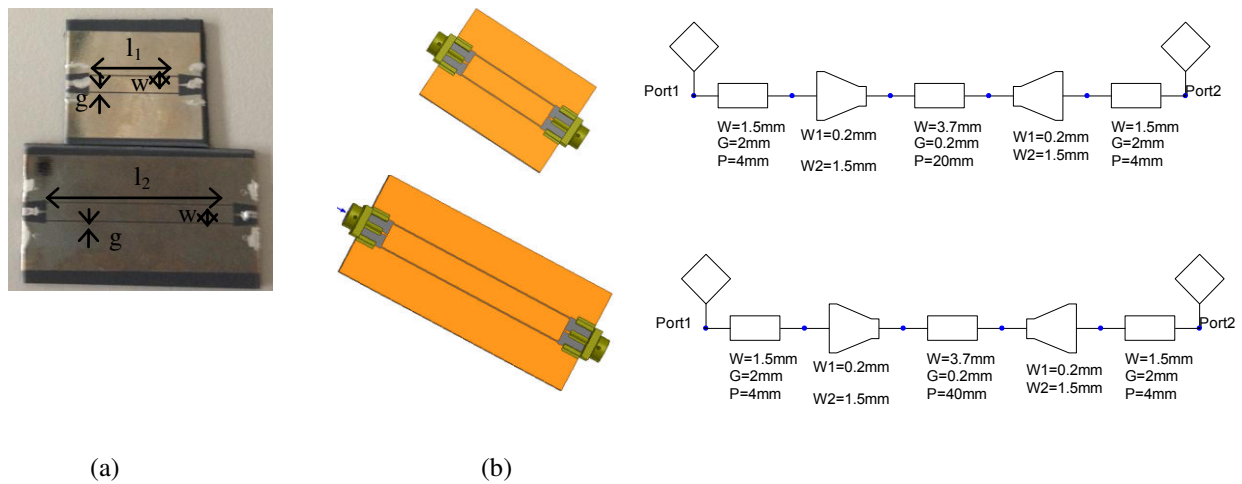 l1
w
g
l2
w
g
Port1
Port2
W=1.5mm
G=2mm
P=4mm
W1=0.2mm
W2=1.5mm
W=3.7mm
G=0.2mm
P=20mm
W1=0.2mm
W2=1.5mm
W=1.5mm
G=2mm
P=4mm
Port1
Port2
W=1.5mm
G=2mm
P=4mm
W1=0.2mm
W2=1.5mm
W=3.7mm
G=0.2mm
P=40mm
W1=0.2mm
W2=1.5mm
W=1.5mm
G=2mm
P=4mm
(a)
(b)